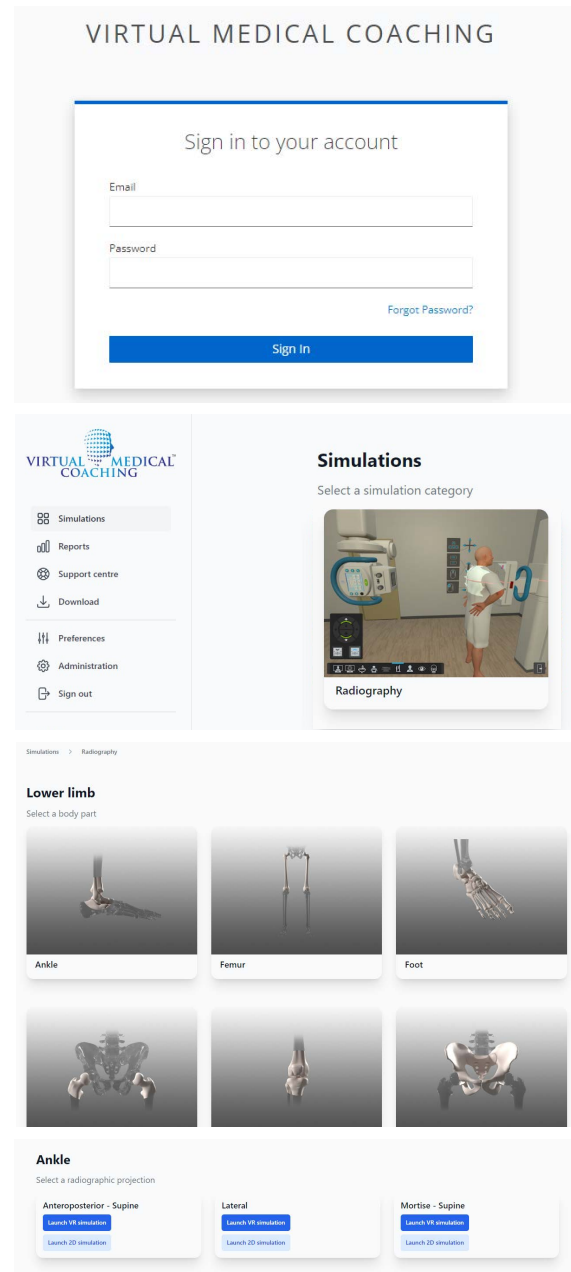 VIRTUAL MEDICAL COACHING
Sign in to your account
Email
Password
Forgot Password?
Sign In
VIRTUAL MEDICAL™
COACHING
Simulations
Reports
Support centre
Download
Preferences
Administration
Sign out
Simulations
Select a simulation category
Radiography
Simulations > Radiography
Lower limb
Select a body part
Ankle
Femur
Foot
Ankle
Select a radiographic projection
Anteroposterior - Supine
Launch VR simulation
Launch 2D simulation
Lateral
Launch VR simulation
Launch 2D simulation
Mortise - Supine
Launch VR simulation
Launch 2D simulation